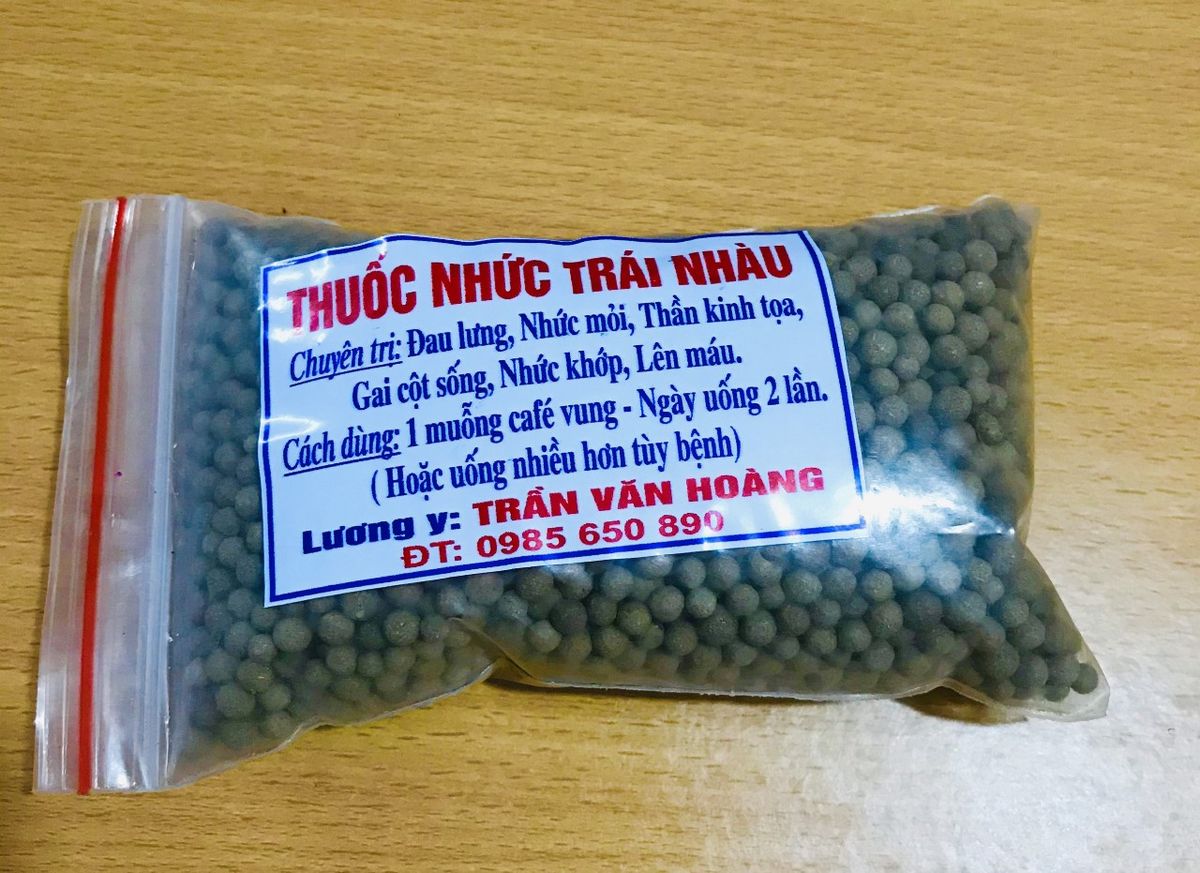 THUỐC NHỨC TRÁI NHÀU
Chuyên trị: Đau lưng, Nhức mỏi, Thần kinh tọa,
Gai cột sống, Nhức khớp, Lên máu.
Cách dùng: 1 muỗng café vung - Ngày uống 2 lần.
( Hoặc uống nhiều hơn tùy bệnh)
Lương y: TRẦN VĂN HOÀNG
ĐT: 0985 650 890